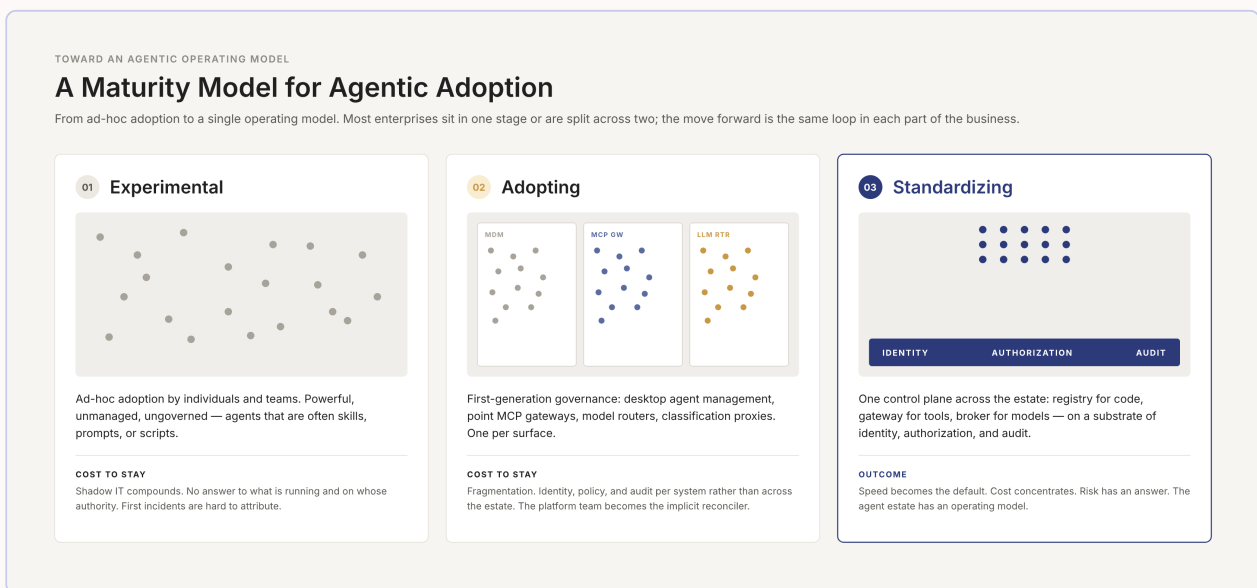 TOWARD AN AGENTIC OPERATING MODEL
A Maturity Model for Agentic Adoption
From ad-hoc adoption to a single operating model. Most enterprises sit in one stage or are split across two; the move forward is the same loop in each part of the business.
01 Experimental
Ad-hoc adoption by individuals and teams. Powerful,
unmanaged, ungoverned — agents that are often skills,
prompts, or scripts.
COST TO STAY
Shadow IT compounds. No answer to what is running and on whose
authority. First incidents are hard to attribute.
02 Adopting
MDM
MCP GW
LLM RTR
First-generation governance: desktop agent management,
point MCP gateways, model routers, classification proxies.
One per surface.
COST TO STAY
Fragmentation. Identity, policy, and audit per system rather than across
the estate. The platform team becomes the implicit reconciler.
03 Standardizing
IDENTITY AUTHORIZATION AUDIT
One control plane across the estate: registry for code,
gateway for tools, broker for models — on a substrate of
identity, authorization, and audit.
OUTCOME
Speed becomes the default. Cost concentrates. Risk has an answer. The
agent estate has an operating model.